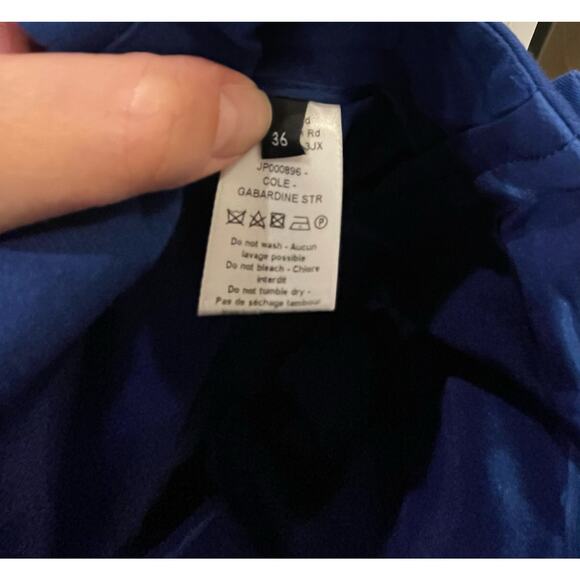 36
Rd
3JX
JP000896 -
COLE -
GABARDINE STR
P
Do not wash - Aucun
lavage possible
Do not bleach - Chlore
interdit
Do not tumble dry -
Pas de séchage tambour